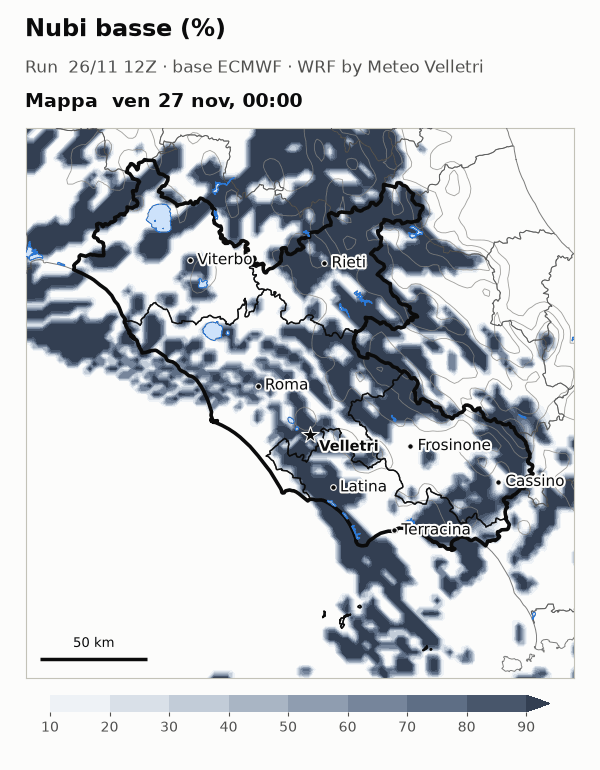 Nubi basse (%)
Run  26/11 12Z · base ECMWF · WRF by Meteo Velletri
Mappa  ven 27 nov, 00:00
Viterbo
Rieti
Roma
Velletri
Frosinone
Cassino
Latina
Terracina
50 km
10 20 30 40 50 60 70 80 90